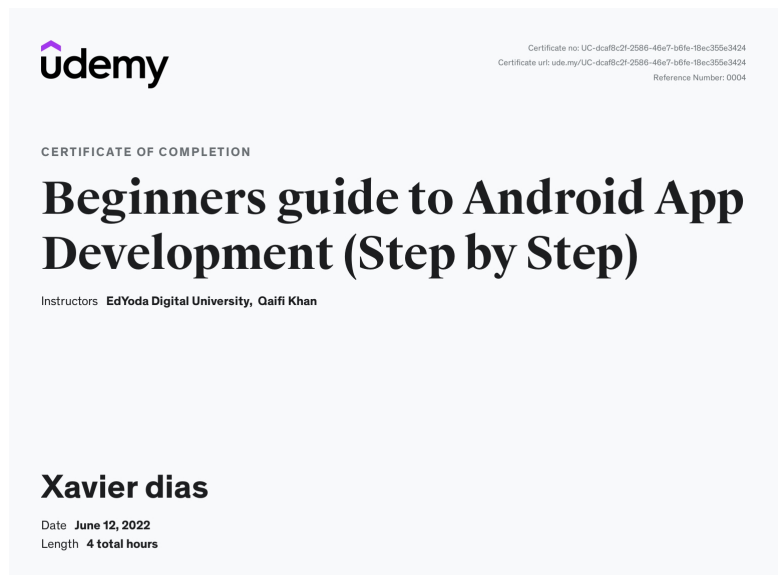 udemy
Certificate no: UC-dcaf8c2f-2586-46e7-b6fe-18ec355e3424
Certificate url: ude.my/UC-dcaf8c2f-2586-46e7-b6fe-18ec355e3424
Reference Number: 0004
CERTIFICATE OF COMPLETION
Beginners guide to Android App
Development (Step by Step)
Instructors EdYoda Digital University, Qaifi Khan
Xavier dias
Date June 12, 2022
Length 4 total hours